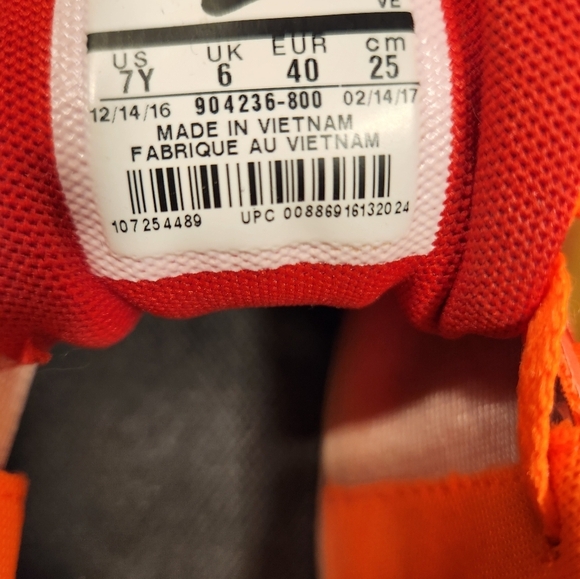 VE
US UK EUR cm
7Y 6 40 25
12/14/16 904236-800 02/14/17
MADE IN VIETNAM
FABRIQUE AU VIETNAM
107254489 UPC 00886916132024